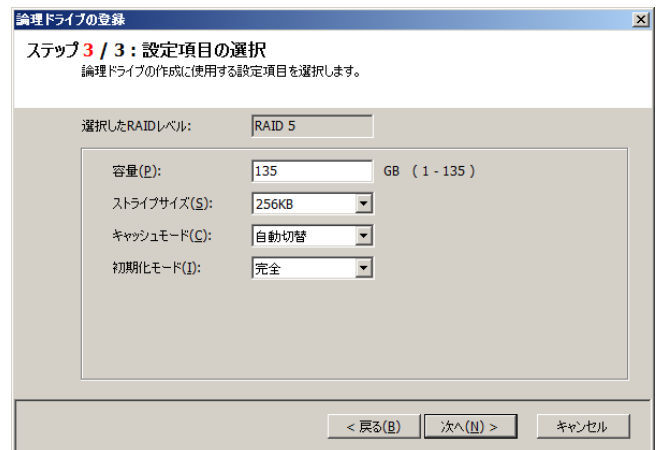 論理ドライブの登録
ステップ 3 / 3 : 設定項目の選択
論理ドライブの作成に使用する設定項目を選択します。
選択したRAIDレベル: RAID 5
容量(P): 135 GB ( 1 - 135 )
ストライプサイズ(S): 256KB
キャッシュモード(C): 自動切替
初期化モード(I): 完全
< 戻る(B) 次へ(N) > キャンセル